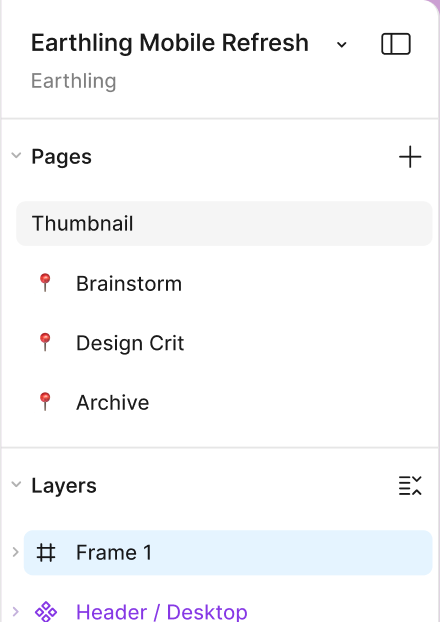 Earthling Mobile Refresh
Earthling
Pages
Thumbnail
Brainstorm
Design Crit
Archive
Layers
Frame 1
Header / Desktop